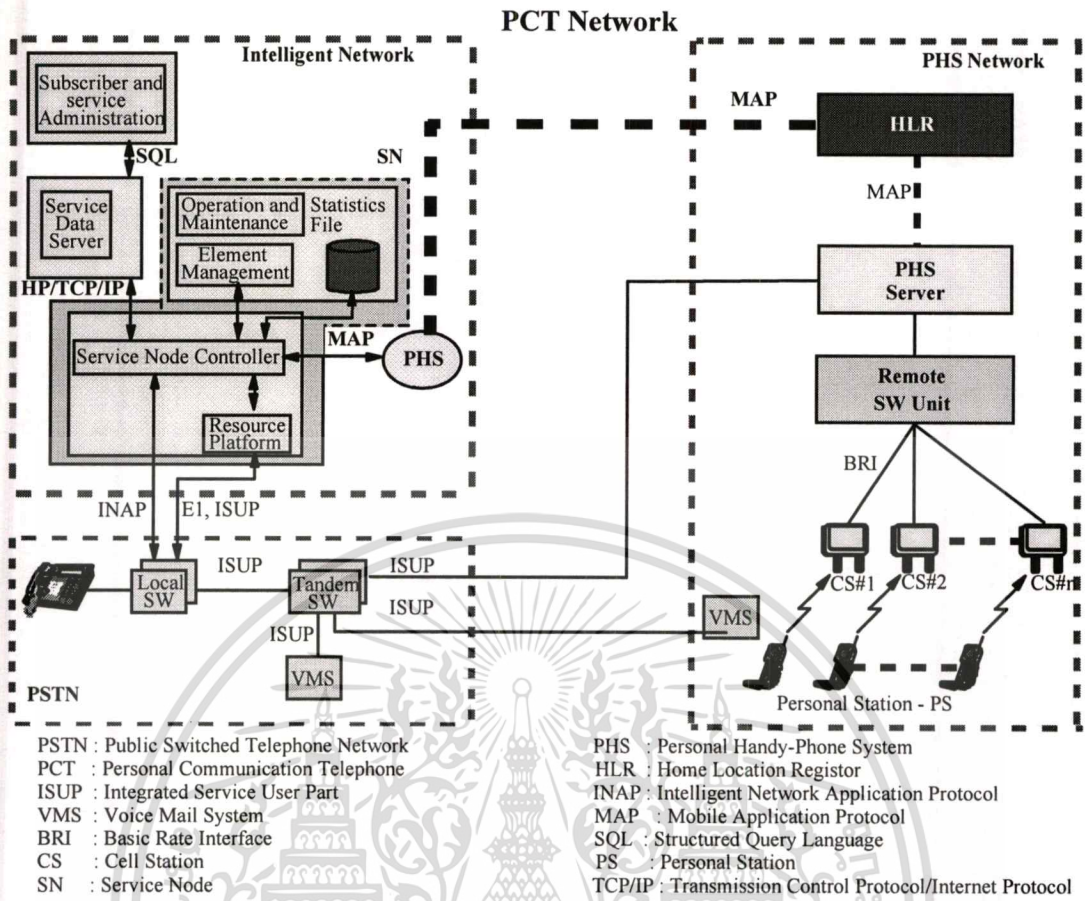 PCT Network
Intelligent Network
Subscriber and
service
Administration
SQL
SN
Service
Data
Server
Operation and
Maintenance
Statistics
File
Element
Management
HP/TCP/IP
Service Node Controller
MAP
PHS
Resource
Platform
INAP
E1, ISUP
MAP
PHS Network
HLR
MAP
PHS
Server
Remote
SW Unit
BRI
CS#1
CS#2
CS#n
VMS
Personal Station - PS
Local
SW
ISUP
Tandem
SW
ISUP
ISUP
ISUP
VMS
PSTN
PSTN : Public Switched Telephone Network
PCT : Personal Communication Telephone
ISUP : Integrated Service User Part
VMS : Voice Mail System
BRI : Basic Rate Interface
CS : Cell Station
SN : Service Node
PHS : Personal Handy-Phone System
HLR : Home Location Registor
INAP : Intelligent Network Application Protocol
MAP : Mobile Application Protocol
SQL : Structured Query Language
PS : Personal Station
TCP/IP : Transmission Control Protocol/Internet Protocol